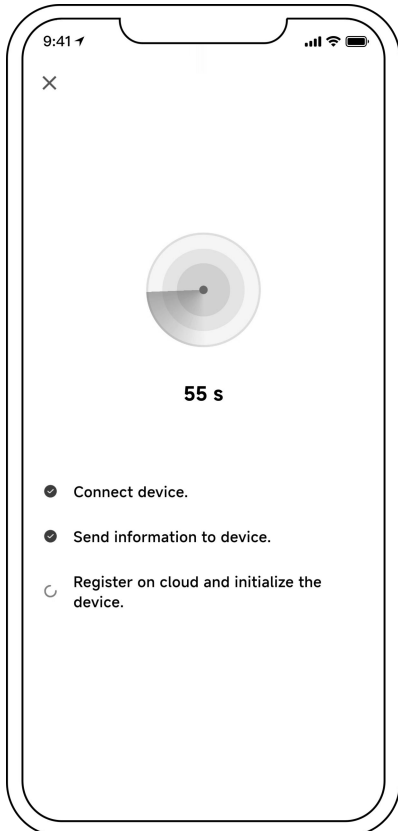 9:41
55 s
Connect device.
Send information to device.
Register on cloud and initialize the
device.